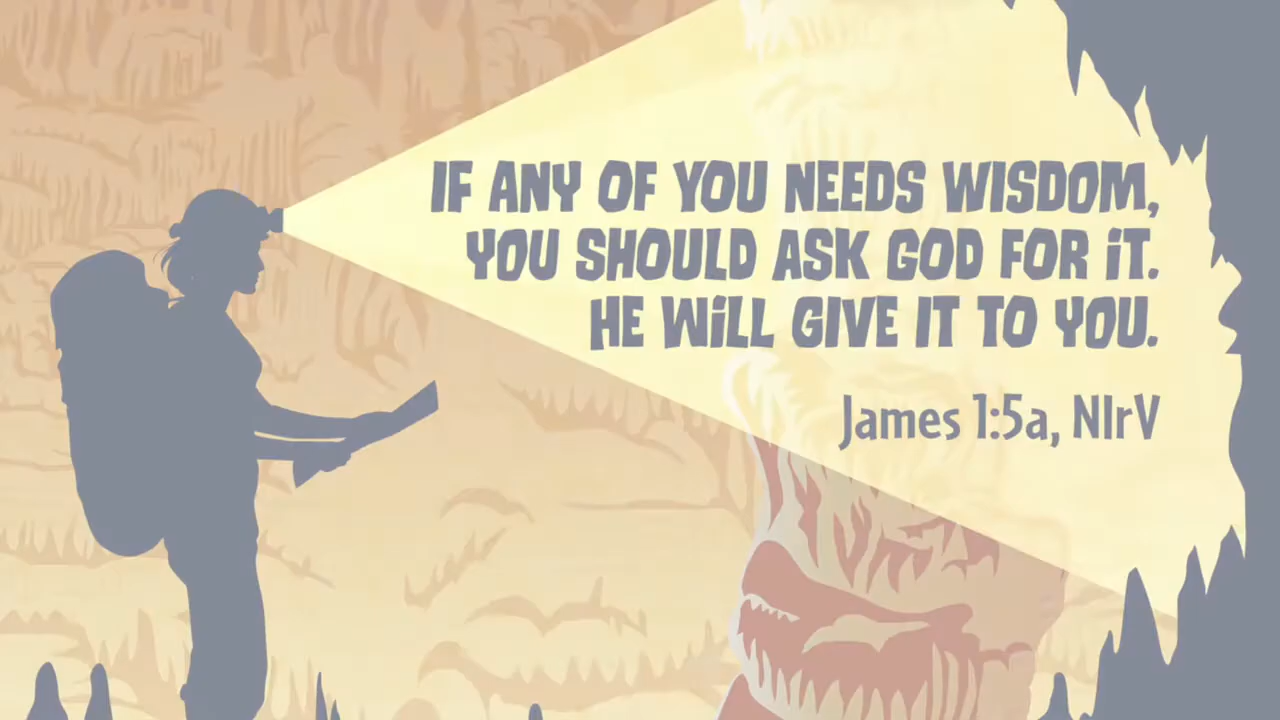 IF ANY OF YOU NEEDS WISDOM,
YOU SHOULD ASK GOD FOR iT.
HE WiLL GIVE IT TO YOU.
James 1:5a, NIrV